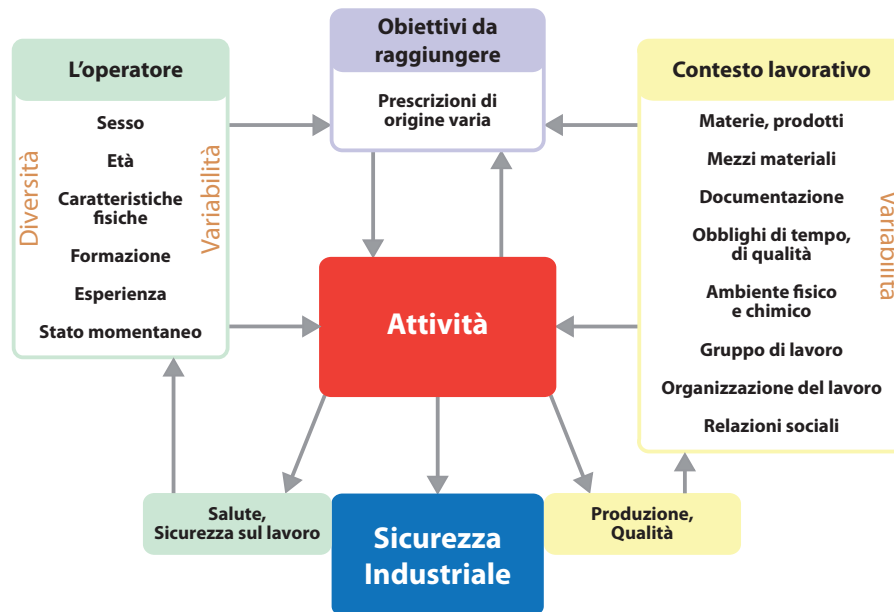 L'operatore
Sesso
Età
Caratteristiche
fisiche
Formazione
Esperienza
Stato momentaneo
Diversità
Variabilità
Obiettivi da
raggiungere
Prescrizioni di
origine varia
Contesto lavorativo
Materie, prodotti
Mezzi materiali
Documentazione
Obblighi di tempo,
di qualità
Ambiente fisico
e chimico
Gruppo di lavoro
Organizzazione del lavoro
Relazioni sociali
Variabilità
Attività
Salute,
Sicurezza sul lavoro
Sicurezza
Industriale
Produzione,
Qualità